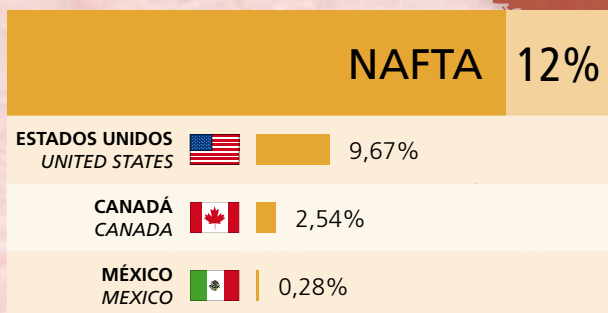 NAFTA 12%
ESTADOS UNIDOS
UNITED STATES
9,67%
CANADÁ
CANADA
2,54%
MÉXICO
MEXICO
0,28%